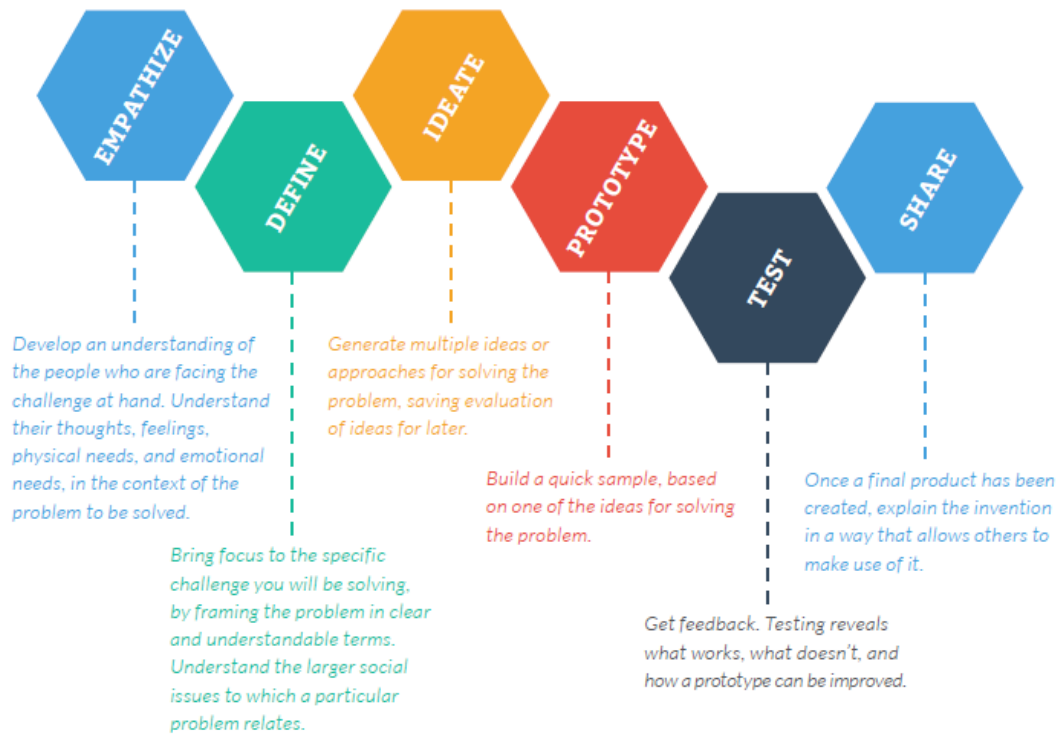 EMPATHIZE
Develop an understanding of
the people who are facing the
challenge at hand. Understand
their thoughts, feelings,
physical needs, and emotional
needs, in the context of the
problem to be solved.
DEFINE
Bring focus to the specific
challenge you will be solving,
by framing the problem in clear
and understandable terms.
Understand the larger social
issues to which a particular
problem relates.
IDEATE
Generate multiple ideas or
approaches for solving the
problem, saving evaluation
of ideas for later.
PROTOTYPE
Build a quick sample, based
on one of the ideas for solving
the problem.
TEST
Get feedback. Testing reveals
what works, what doesn't, and
how a prototype can be improved.
SHARE
Once a final product has been
created, explain the invention
in a way that allows others to
make use of it.